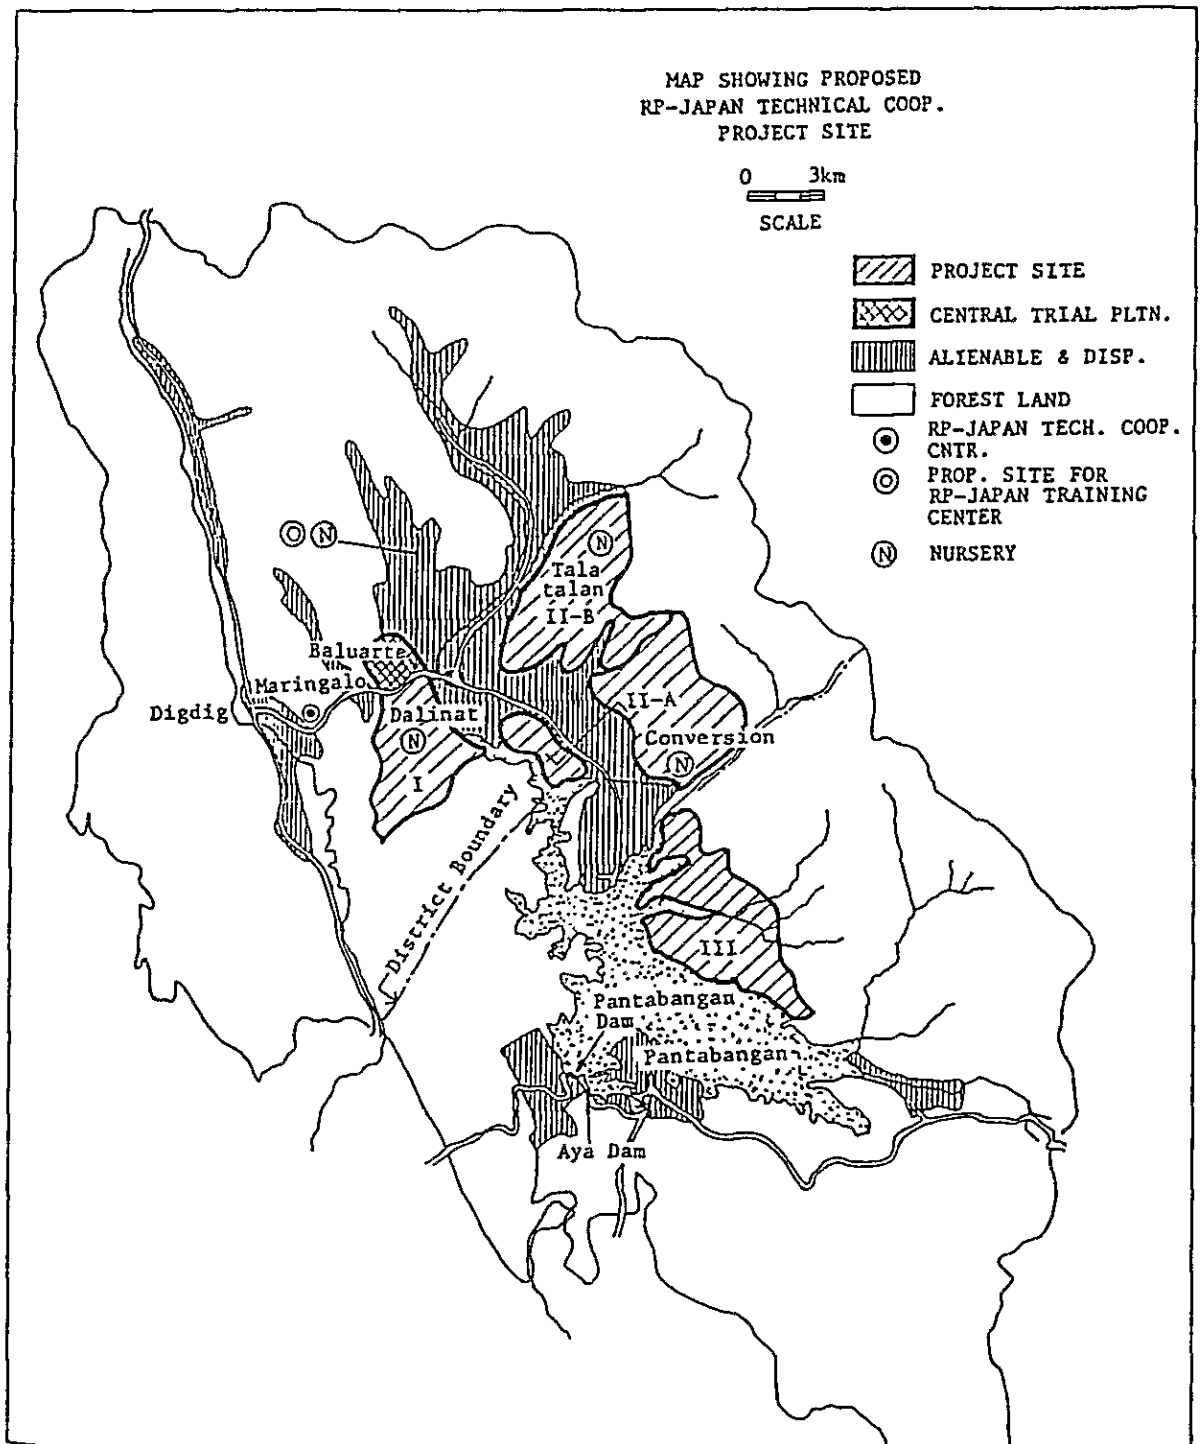 MAP SHOWING PROPOSED
RP-JAPAN TECHNICAL COOP.
PROJECT SITE
0 3km
SCALE
PROJECT SITE
CENTRAL TRIAL PLTN.
ALIENABLE & DISP.
FOREST LAND
RP-JAPAN TECH. COOP.
CNTR.
PROP. SITE FOR
RP-JAPAN TRAINING
CENTER
N NURSERY
N
N
Tala
talan
II-B
Baluarte
Maringalo
Digdig
Dalinat
N
I
II-A
Conversion
N
District Boundary
III
Pantabangan
Dam
Pantabangan
Aya Dam